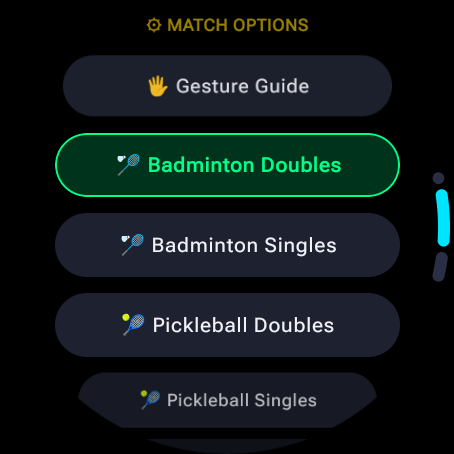 MATCH OPTIONS
Gesture Guide
Badminton Doubles
Badminton Singles
Pickleball Doubles
Pickleball Singles